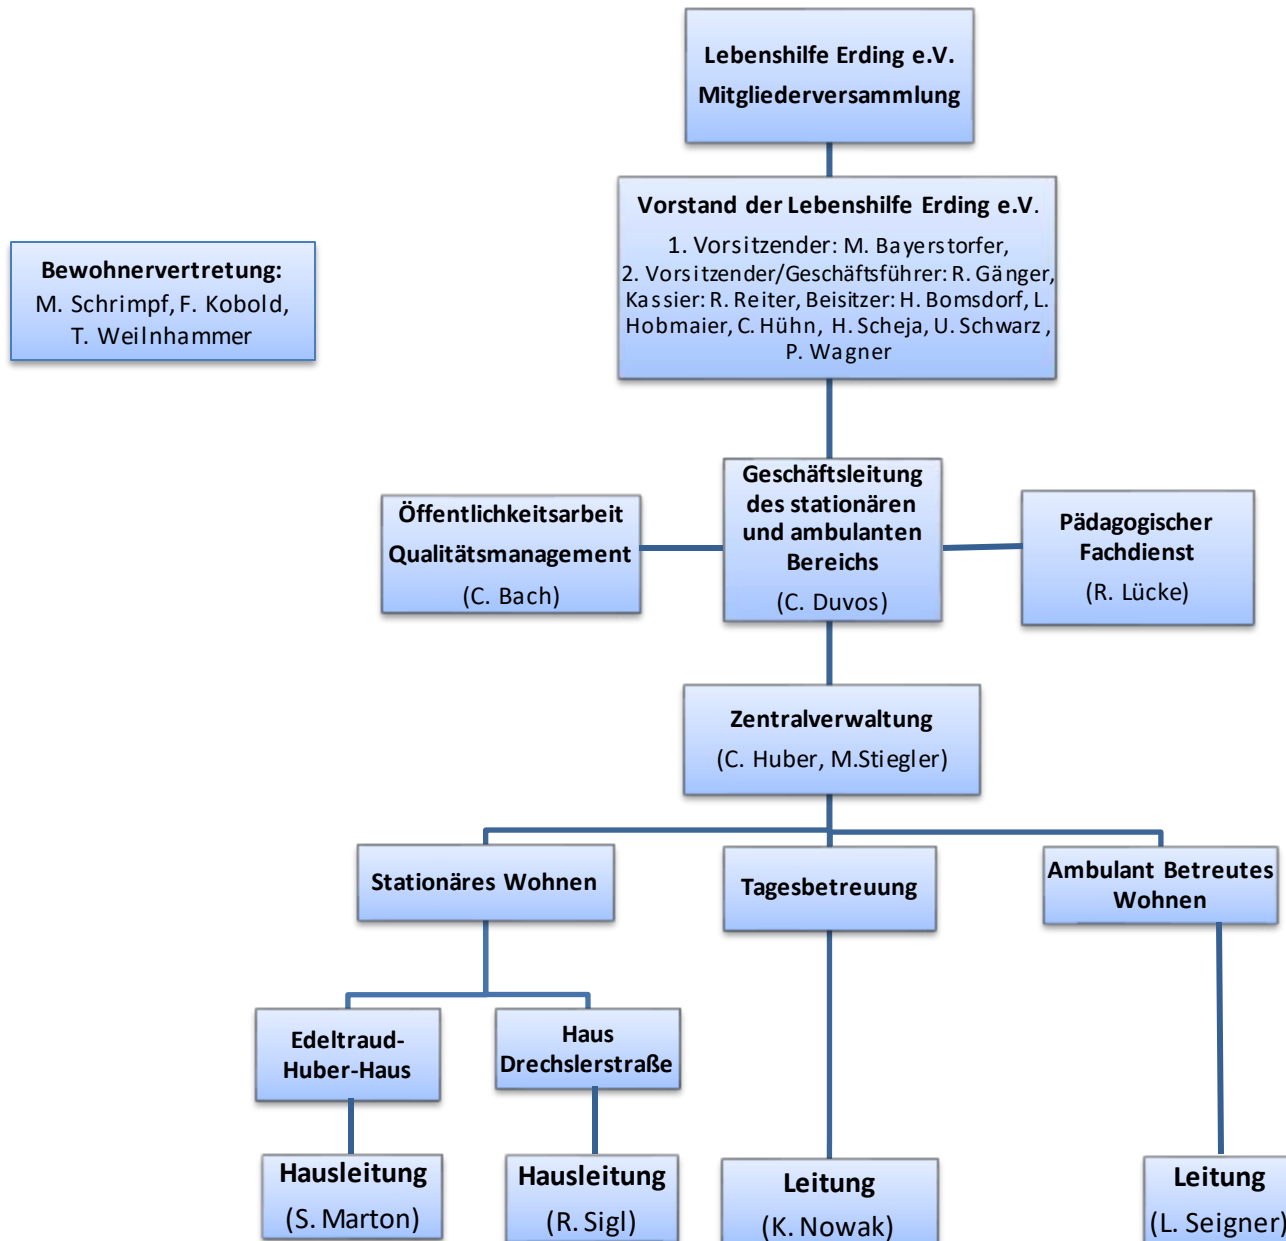 Lebenshilfe Erding e.V.
Mitgliederversammlung
Vorstand der Lebenshilfe Erding e.V.
1. Vorsitzender: M. Bayerstorfer,
2. Vorsitzender/Geschäftsführer: R. Gänger,
Kassier: R. Reiter, Beisitzer: H. Bomsdorf, L.
Hobmaier, C. Hühn, H. Scheja, U. Schwarz,
P. Wagner
Bewohnervertretung:
M. Schrimpf, F. Kobold,
T. Weilnhammer
Öffentlichkeitsarbeit
Qualitätsmanagement
(C. Bach)
Geschäftsleitung
des stationären
und ambulanten
Bereichs
(C. Duvos)
Pädagogischer
Fachdienst
(R. Lücke)
Zentralverwaltung
(C. Huber, M.Stiegler)
Stationäres Wohnen
Tagesbetreuung
Ambulant Betreutes
Wohnen
Edeltraud-
Huber-Haus
Haus
Drechslerstraße
Hausleitung
(S. Marton)
Hausleitung
(R. Sigl)
Leitung
(K. Nowak)
Leitung
(L. Seigner)